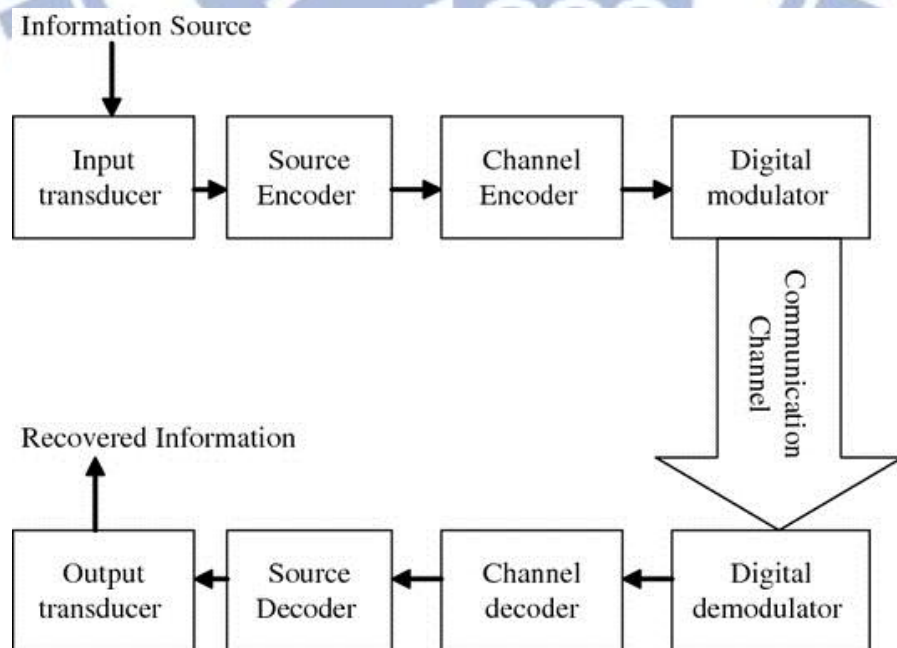 Information Source
Input
transducer
Source
Encoder
Channel
Encoder
Digital
modulator
Communication
Channel
Recovered Information
Output
transducer
Source
Decoder
Channel
decoder
Digital
demodulator